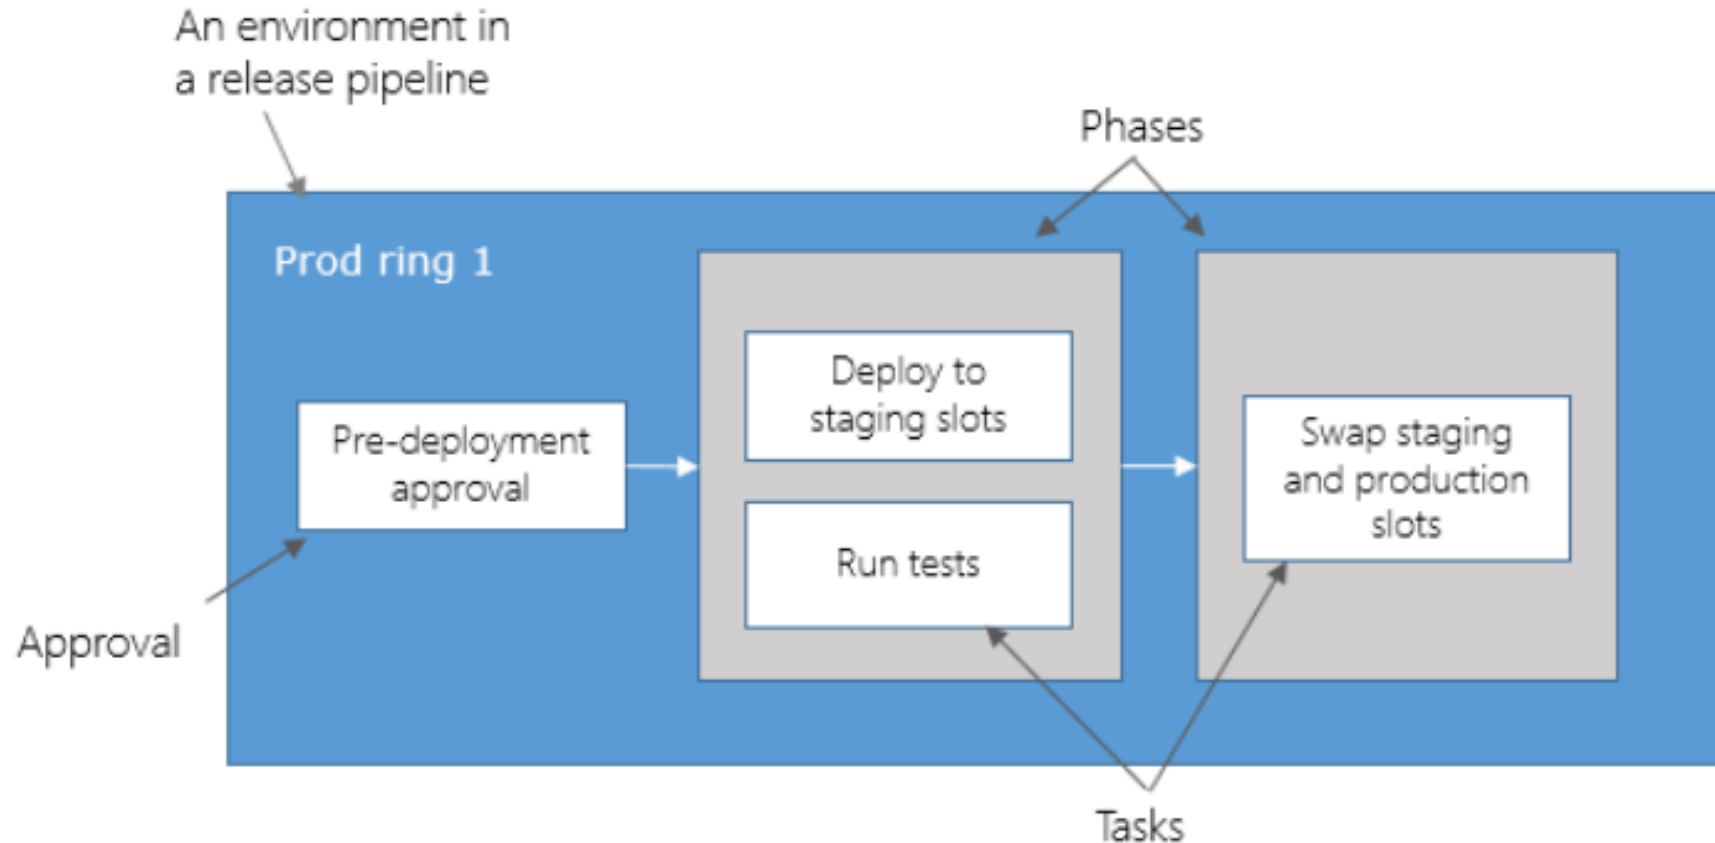 An environment in
a release pipeline
Phases
Prod ring 1
Pre-deployment
approval
Deploy to
staging slots
Run tests
Swap staging
and production
slots
Approval
Tasks